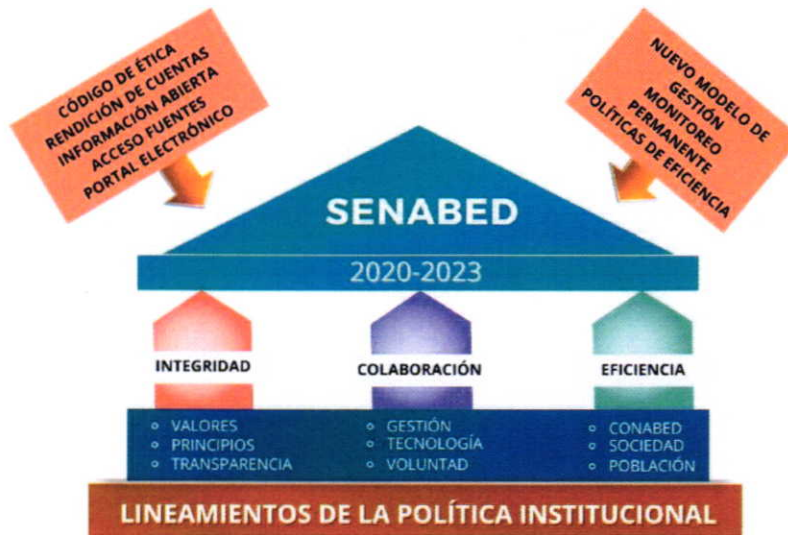 CÓDIGO DE ÉTICA
RENDICIÓN DE CUENTAS
INFORMACIÓN ABIERTA
ACCESO FUENTES
PORTAL ELECTRÓNICO
NUEVO MODELO DE
GESTIÓN
MONITOREO
PERMANENTE
POLÍTICAS DE EFICIENCIA
SENABED
2020-2023
INTEGRIDAD
COLABORACIÓN
EFICIENCIA
VALORES
PRINCIPIOS
TRANSPARENCIA
GESTIÓN
TECNOLOGÍA
VOLUNTAD
CONABED
SOCIEDAD
POBLACIÓN
LINEAMIENTOS DE LA POLÍTICA INSTITUCIONAL